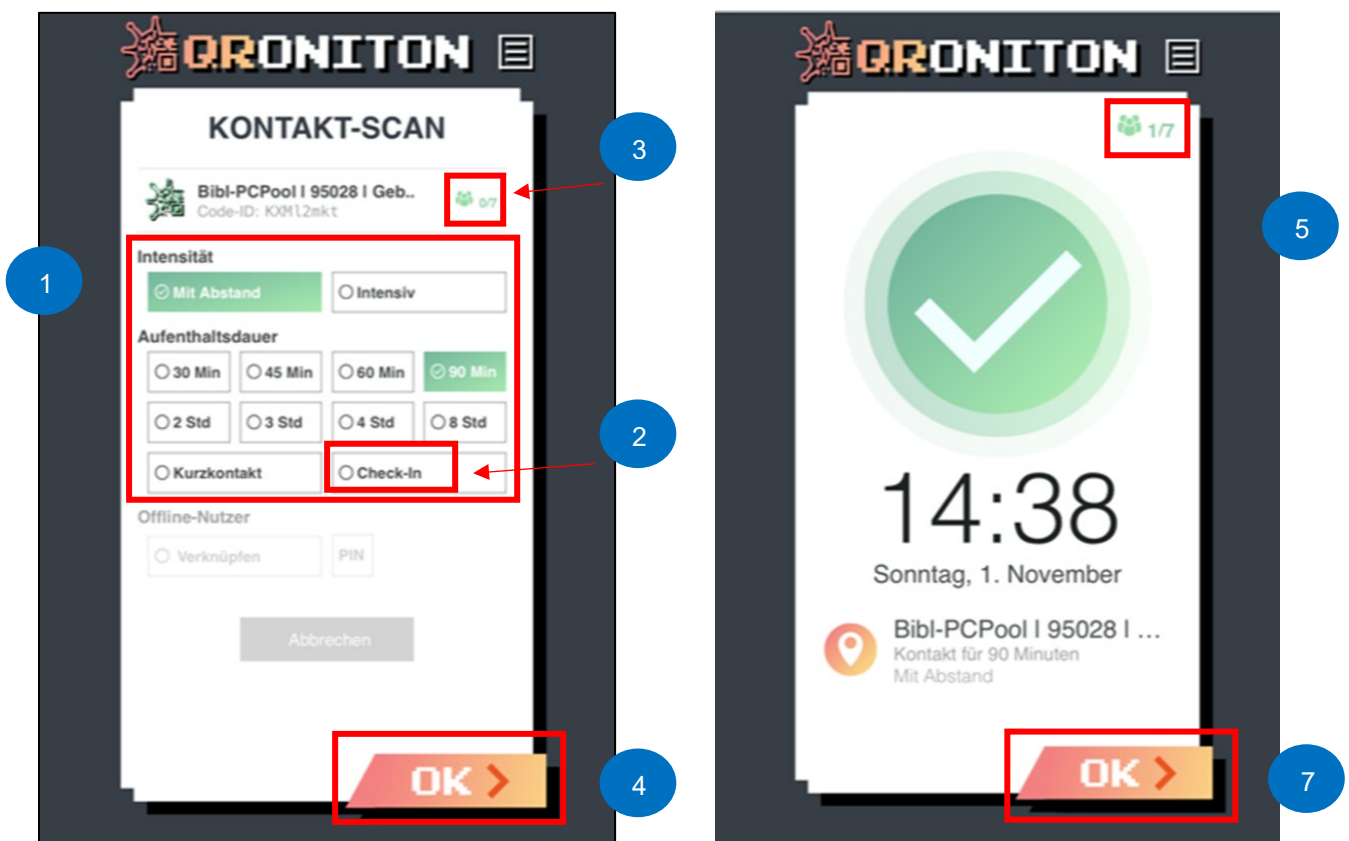 QRONITON
KONTAKT-SCAN
3
Bibl-PCPool I 95028 I Geb..
Code-ID: KXMl2mkt
0/7
1
Intensität
Mit Abstand
Intensiv
Aufenthaltsdauer
30 Min
45 Min
60 Min
90 Min
2 Std
3 Std
4 Std
8 Std
2
Kurzkontakt
Check-In
Offline-Nutzer
Verknüpfen
PIN
Abbrechen
OK >
4
QRONITON
1/7
5
14:38
Sonntag, 1. November
Bibl-PCPool I 95028 I ...
Kontakt für 90 Minuten
Mit Abstand
OK >
7